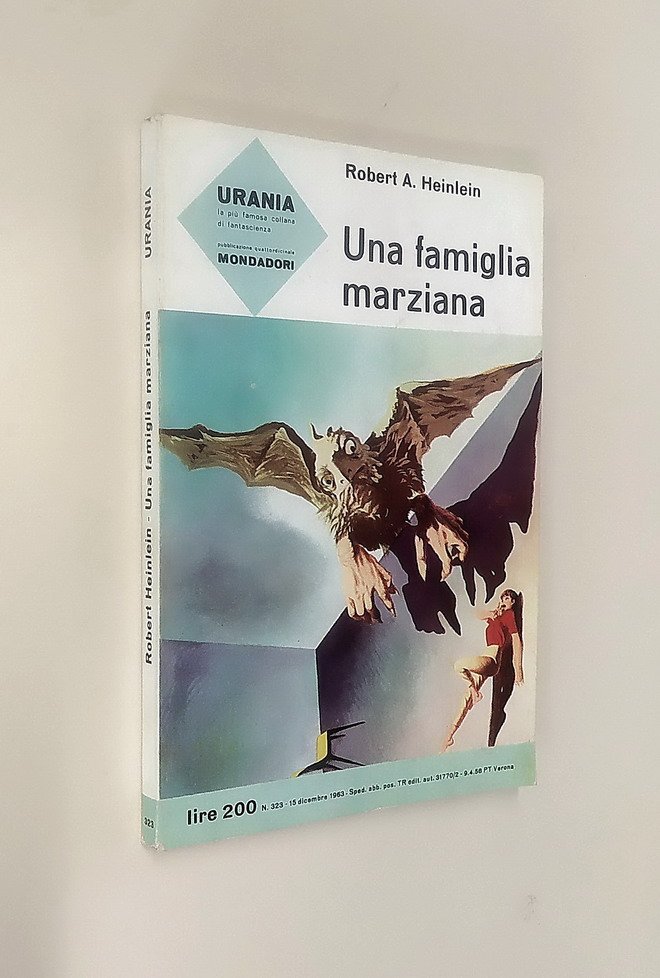 URANIA
la più famosa collana
di fantascienza
pubblicazione quattordicinale
MONDADORI
Robert A. Heinlein
Una famiglia
marziana
lire 200 N. 323 - 15 dicembre 1963 - Sped. abb. pos. TR edit. aut. 31770/2 - 9.4.58 PT Verona
Robert Heinlein - Una famiglia marziana URANIA
323